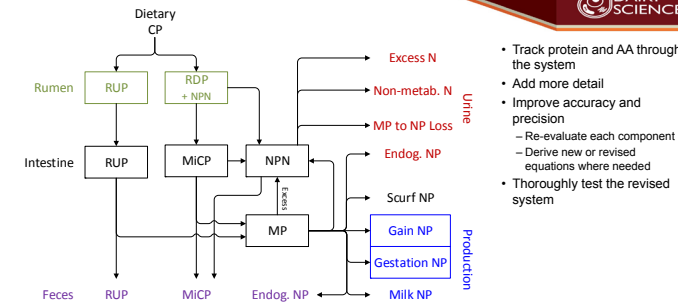 DAIRY
SCIENCE
Dietary
CP
Rumen
RUP
RDP
+ NPN
Intestine
RUP
MiCP
NPN
Excess
MP
Excess N
Non-metab. N
MP to NP Loss
Endog. NP
Urine
Scurf NP
Gain NP
Gestation NP
Milk NP
Production
Feces
RUP
MiCP
Endog. NP
• Track protein and AA through
the system
• Add more detail
• Improve accuracy and
precision
– Re-evaluate each component
– Derive new or revised
equations where needed
• Thoroughly test the revised
system